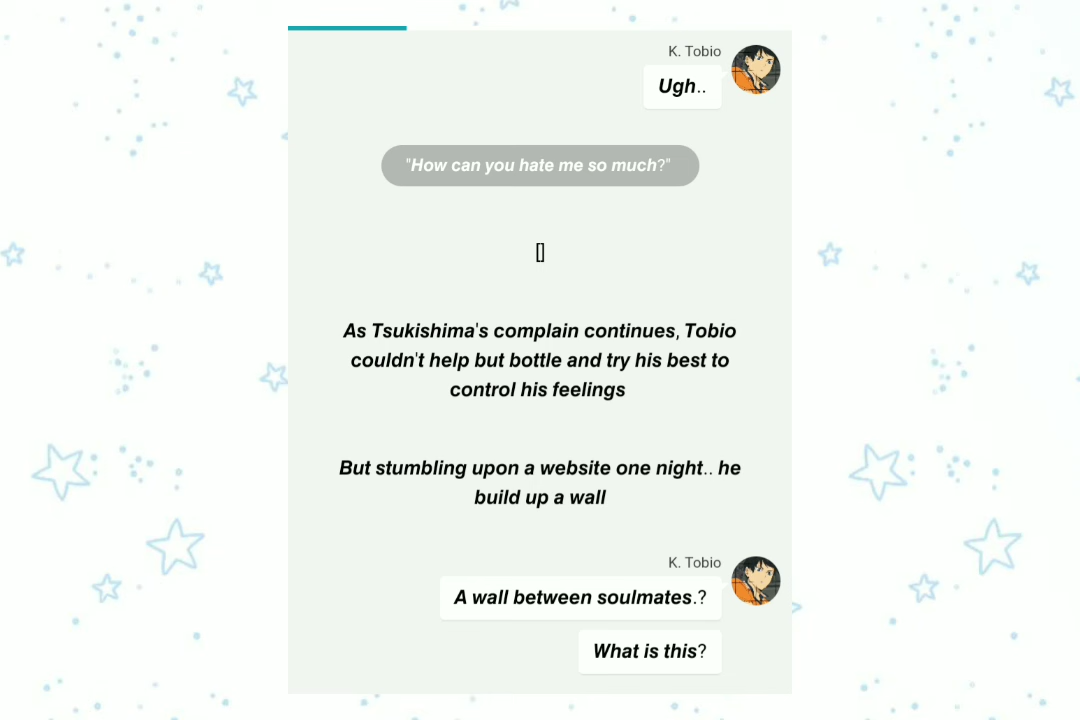 K. Tobio
Ugh..
"How can you hate me so much?"
[]
As Tsukishima's complain continues, Tobio
couldn't help but bottle and try his best to
control his feelings
But stumbling upon a website one night.. he
build up a wall
K. Tobio
A wall between soulmates.?
What is this?